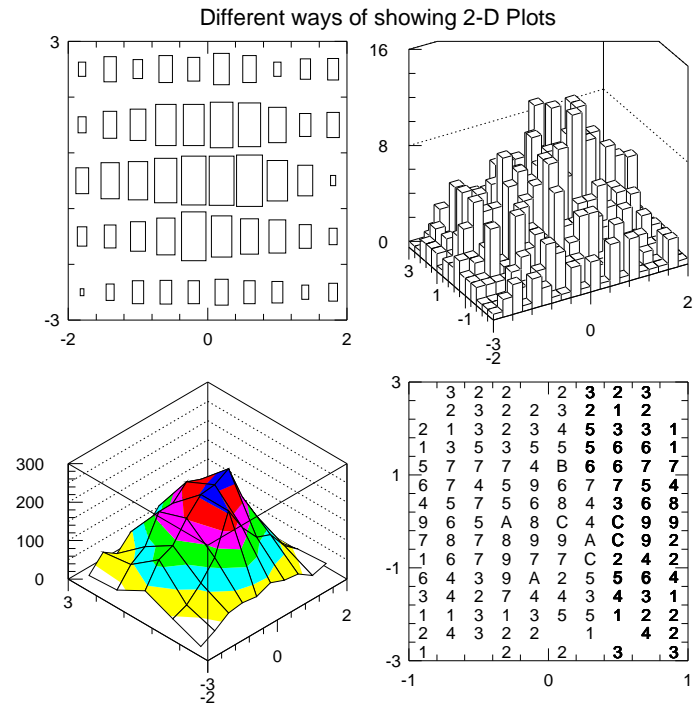 Different ways of showing 2-D Plots
3
-3
-2 0 2
16
8
0
3 1 -1 -3
-2 0 2
300
200
100
0
3 -3
-2 0 2
3
1
-1
-3
-1 0 1
3 2 2 2 3 2 3
2 3 2 2 3 2 1 2
2 1 3 2 3 4 5 3 3 1
1 3 5 3 5 5 5 6 6 1
5 7 7 7 4 B 6 6 7 7
6 7 4 5 9 6 7 7 5 4
4 5 7 5 6 8 4 3 6 8
9 6 5 A 8 C 4 C 9 9
7 8 7 8 9 9 A C 9 2
1 6 7 9 7 7 C 2 4 2
6 4 3 9 A 2 5 5 6 4
3 4 2 7 4 4 3 4 3 1
1 1 3 1 3 5 5 1 2 2
2 4 3 2 2 1 4 2
1 2 2 3 3